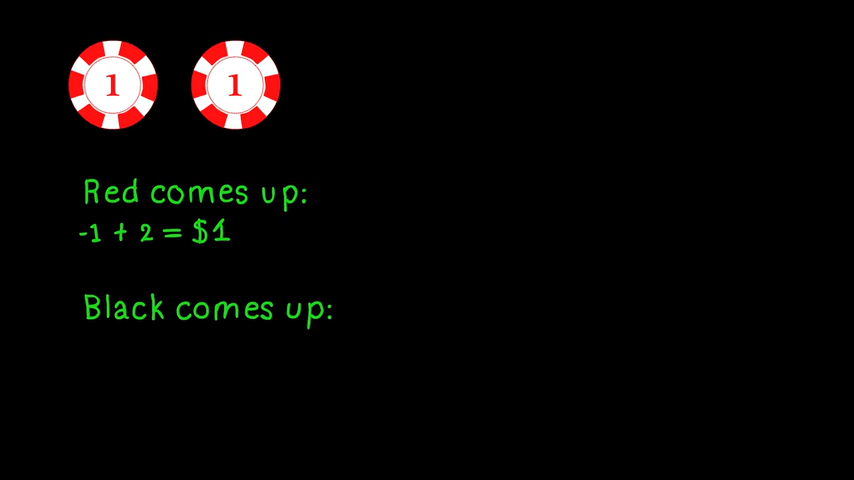 1 1
Red comes up:
-1 + 2 = $1
Black comes up: